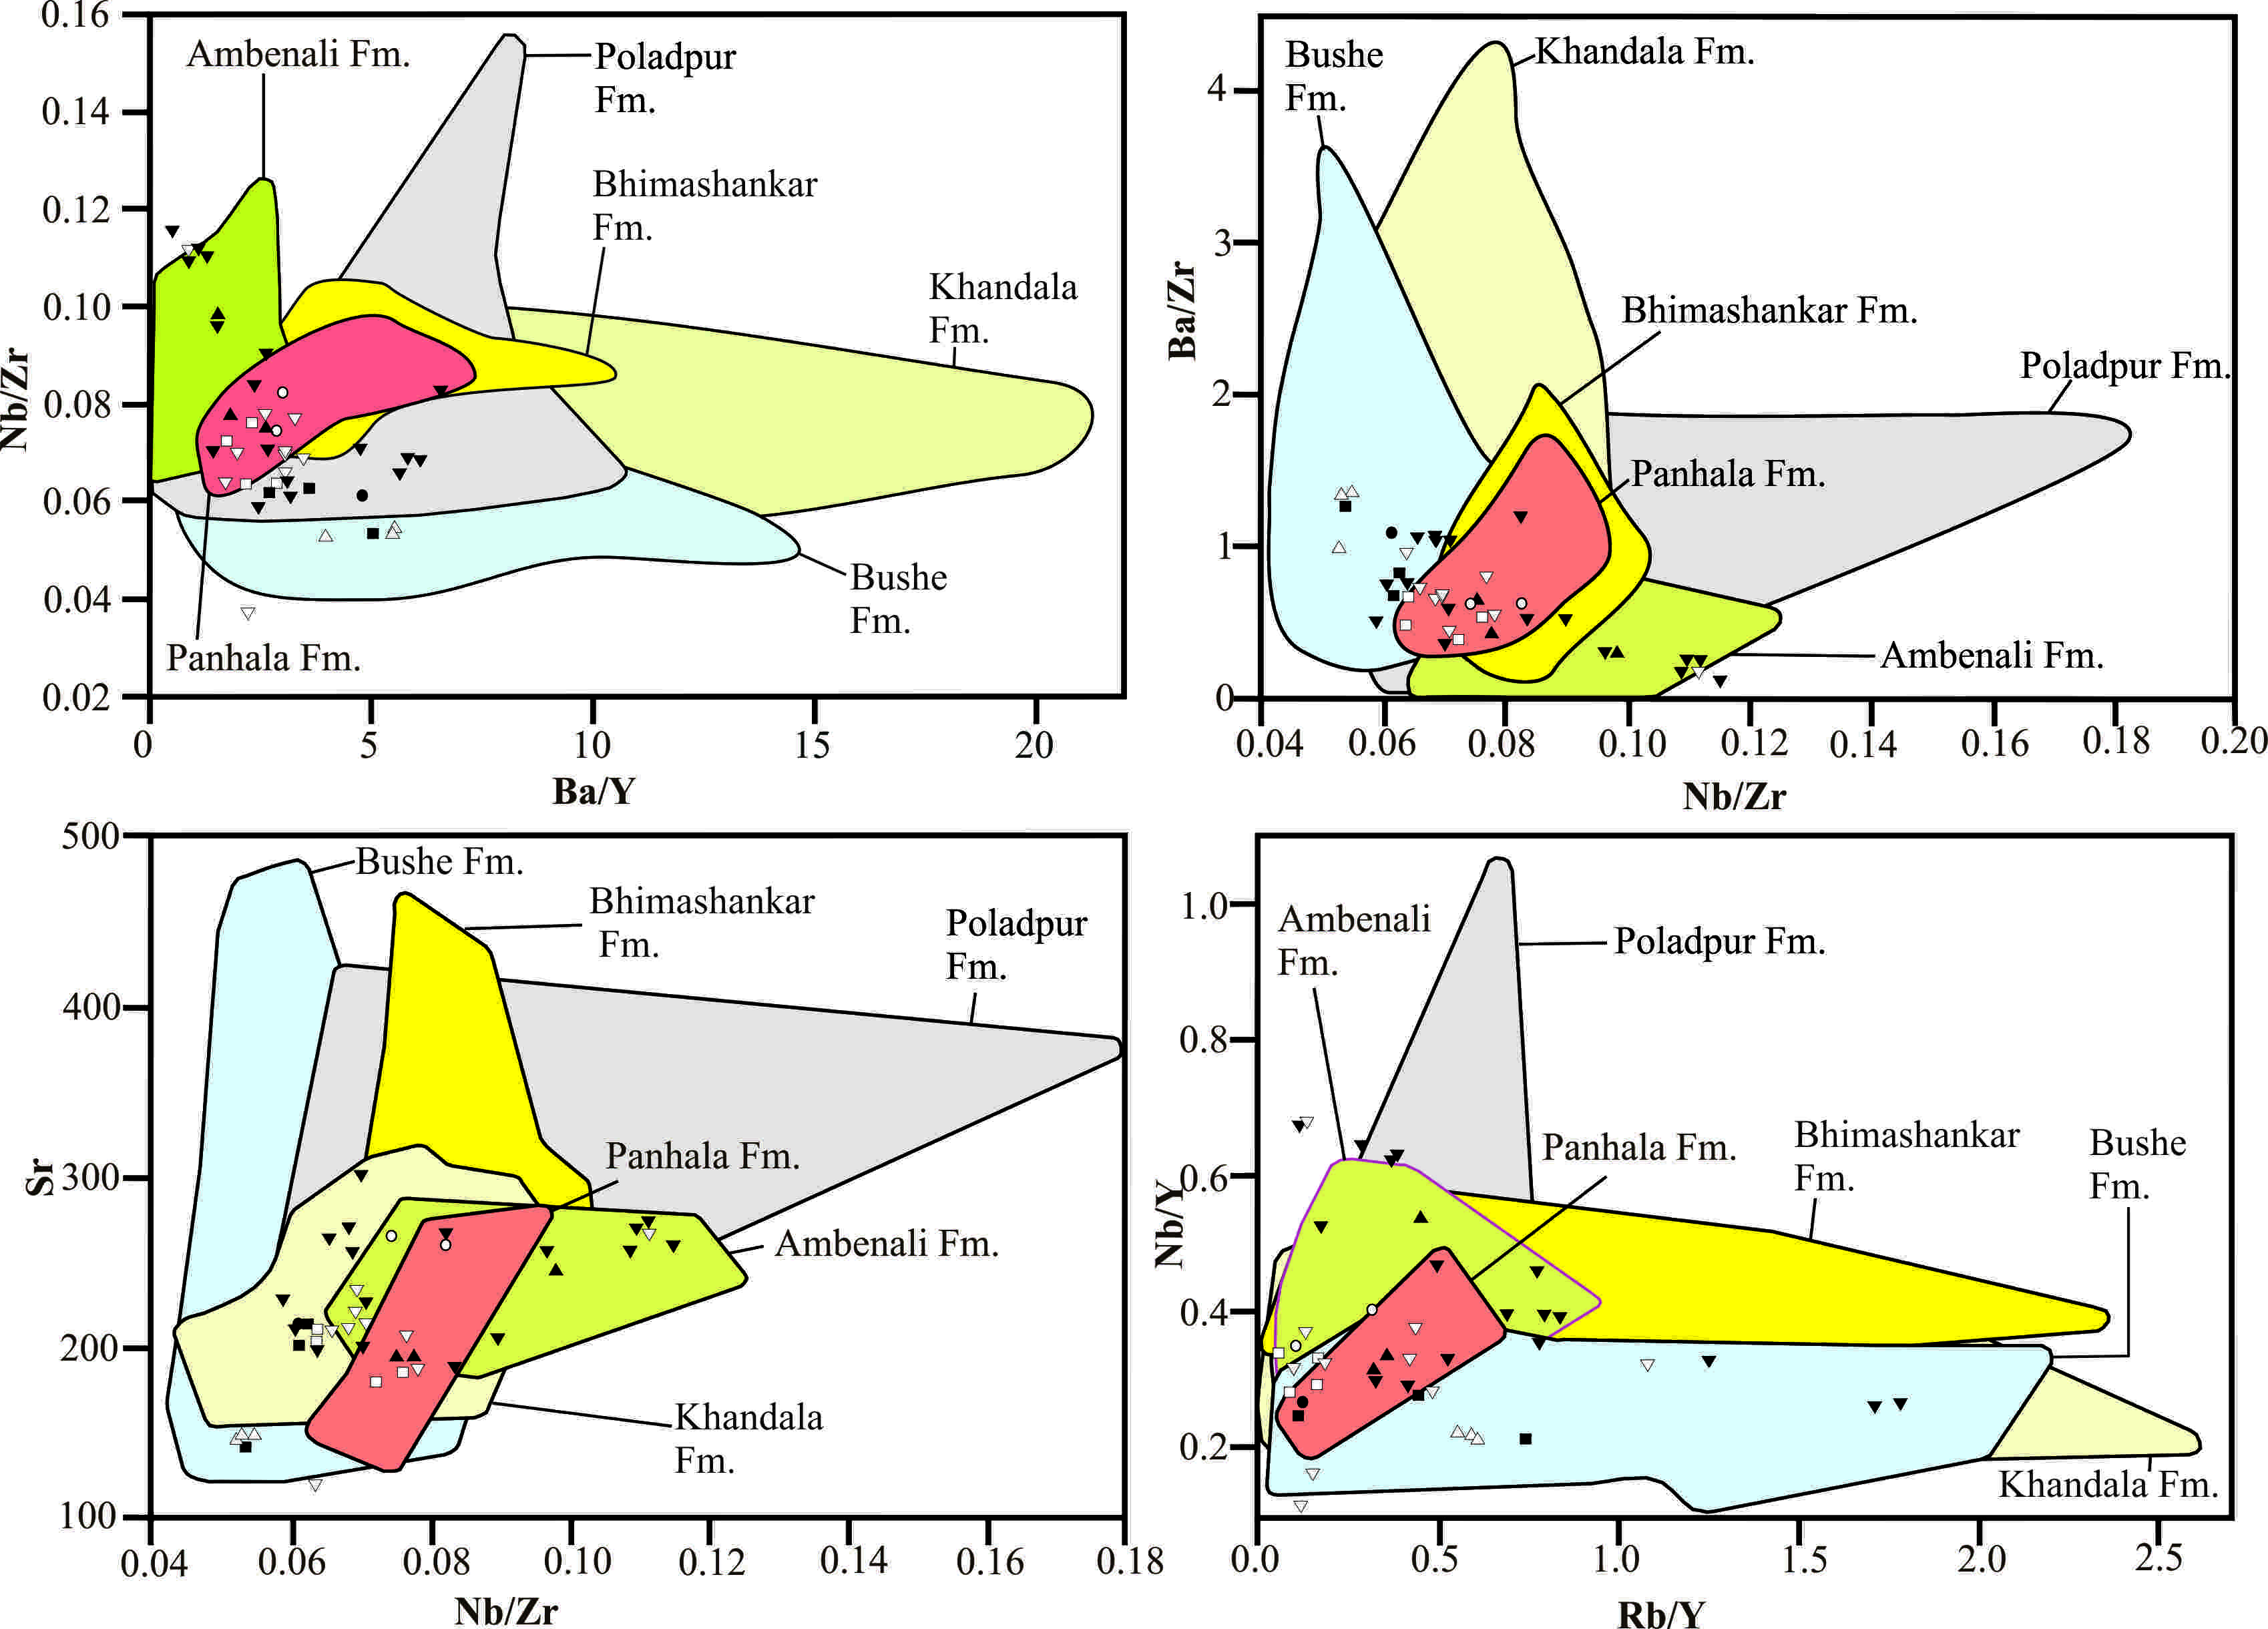 0.16
0.14
0.12
0.10
0.08
0.06
0.04
0.02
Nb/Zr
Ambenali Fm.
Poladpur
Fm.
Bhimashankar
Fm.
Khandala
Fm.
Bushe
Fm.
Panhala Fm.
0
5
10
15
20
Ba/Y
4
3
2
1
0
Ba/Zr
Bushe
Fm.
Khandala Fm.
Bhimashankar Fm.
Poladpur Fm.
Panhala Fm.
Ambenali Fm.
0.04
0.06
0.08
0.10
0.12
0.14
0.16
0.18
0.20
Nb/Zr
500
400
300
200
100
Sr
Bushe Fm.
Bhimashankar
Fm.
Poladpur
Fm.
Panhala Fm.
Ambenali Fm.
Khandala
Fm.
0.04
0.06
0.08
0.10
0.12
0.14
0.16
0.18
Nb/Zr
1.0
0.8
0.6
0.4
0.2
Nb/Y
Ambenali
Fm.
Poladpur Fm.
Panhala Fm.
Bhimashankar
Fm.
Bushe
Fm.
Khandala Fm.
0.0
0.5
1.0
1.5
2.0
2.5
Rb/Y